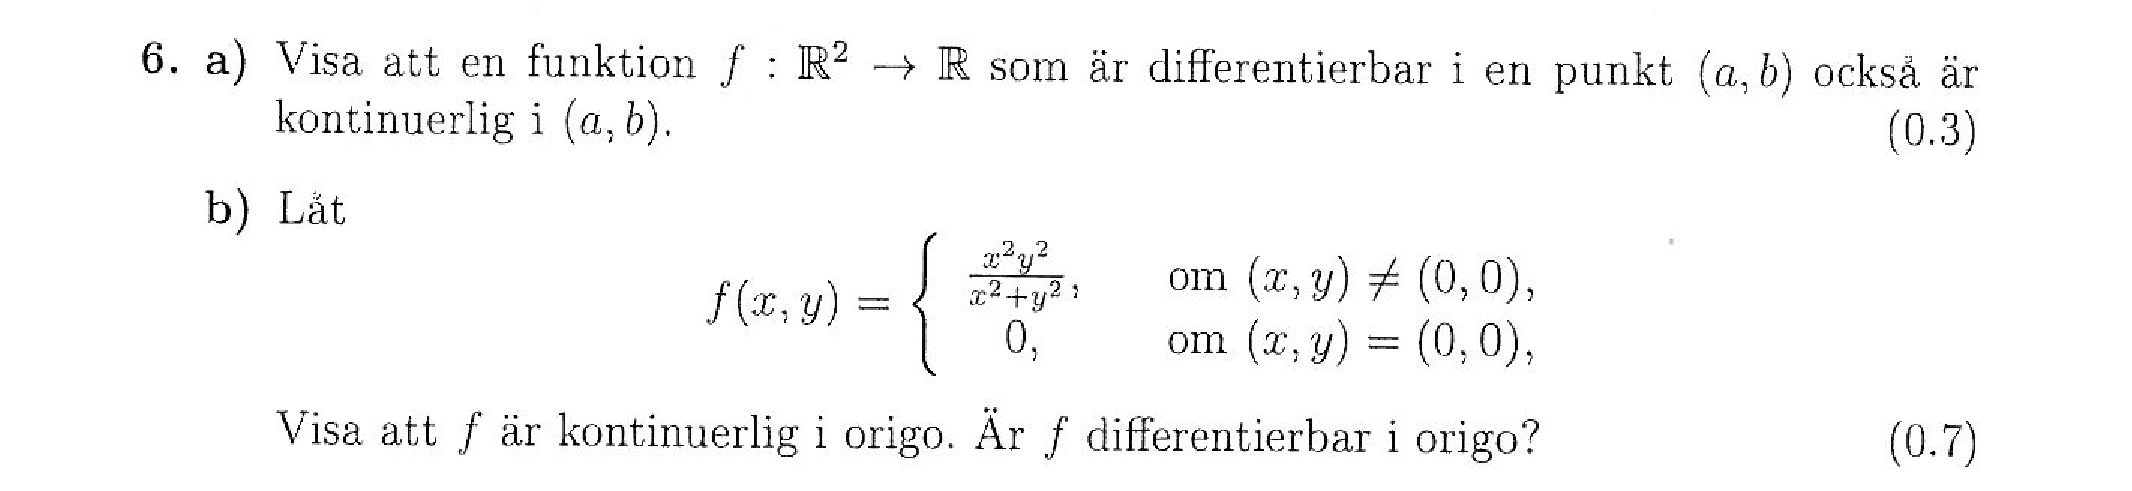 6. a) Visa att en funktion f : ℝ² → ℝ som är differentierbar i en punkt (a, b) också är
kontinuerlig i (a, b). (0.3)
b) Låt
f(x, y) = { x²y²/(x²+y²), om (x, y) ≠ (0, 0),
0, om (x, y) = (0, 0),
Visa att f är kontinuerlig i origo. Är f differentierbar i origo? (0.7)